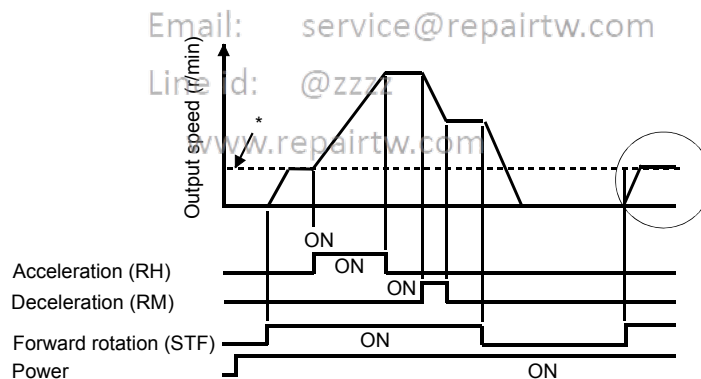 Email: service@repairtw.com
Line id: @zzzz
www.repairtw.com
Output speed (r/min)
*
ON
Acceleration (RH) ON
Deceleration (RM) ON
Forward rotation (STF) ON
Power ON